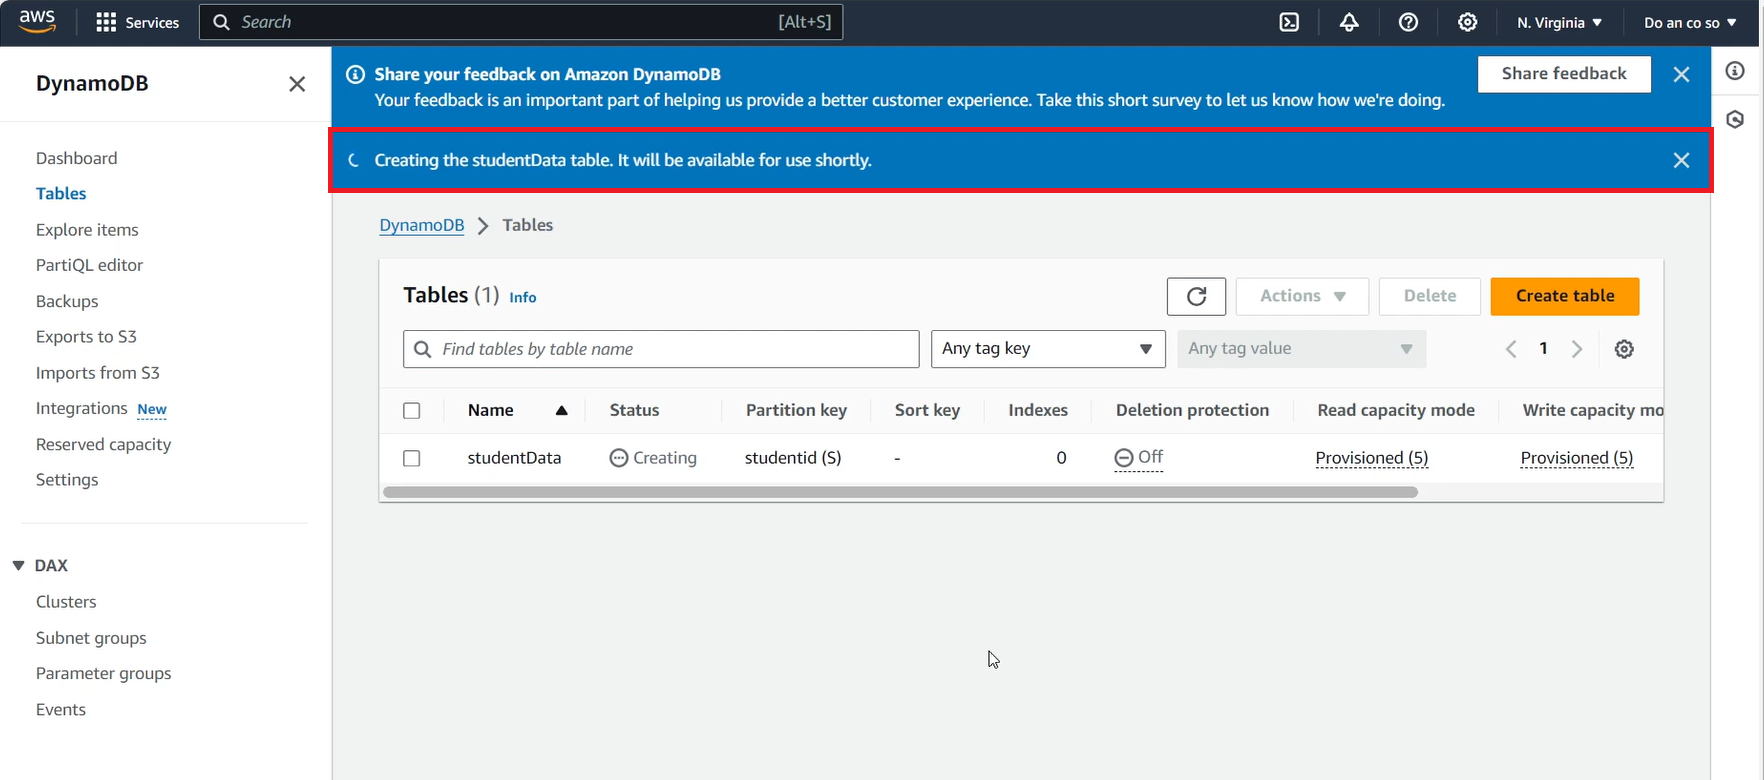 aws Services Search [Alt+S] N. Virginia Do an co so
DynamoDB
Dashboard
Tables
Explore items
PartiQL editor
Backups
Exports to S3
Imports from S3
Integrations New
Reserved capacity
Settings
DAX
Clusters
Subnet groups
Parameter groups
Events
Share your feedback on Amazon DynamoDB
Your feedback is an important part of helping us provide a better customer experience. Take this short survey to let us know how we're doing.
Share feedback
Creating the studentData table. It will be available for use shortly.
DynamoDB > Tables
Tables (1) Info
Actions Delete Create table
Find tables by table name Any tag key Any tag value 1
Name Status Partition key Sort key Indexes Deletion protection Read capacity mode Write capacity mo
studentData Creating studentid (S) - 0 Off Provisioned (5) Provisioned (5)